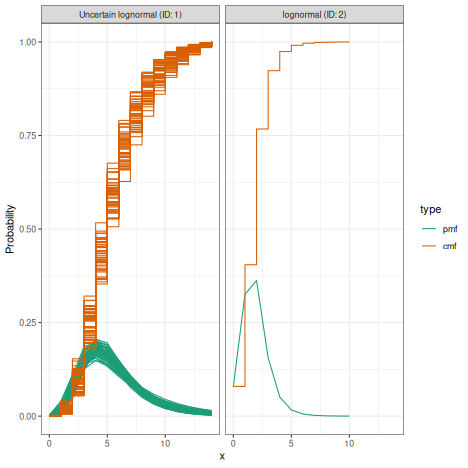 Uncertain lognormal (ID: 1)
lognormal (ID: 2)
1.00
0.75
0.50
0.25
0.00
Probability
0
5
10
0
5
10
x
type
pmf
cmf